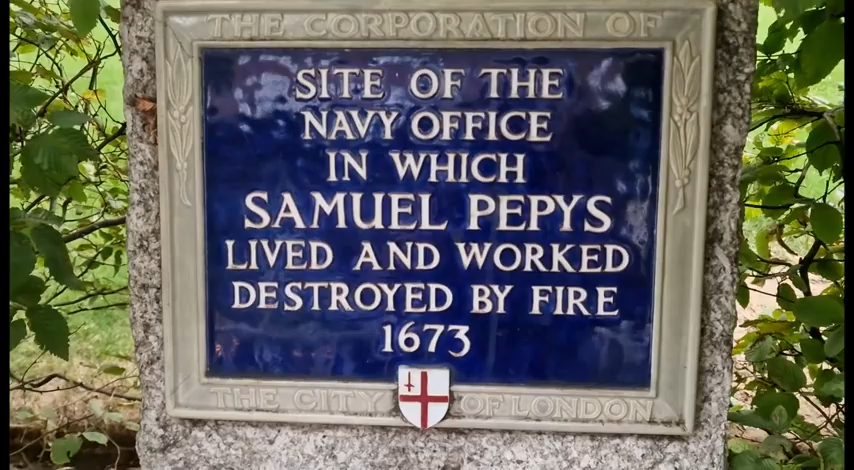 THE CORPORATION OF
SITE OF THE
NAVY OFFICE
IN WHICH
SAMUEL PEPYS
LIVED AND WORKED
DESTROYED BY FIRE
1673
THE CITY OF LONDON